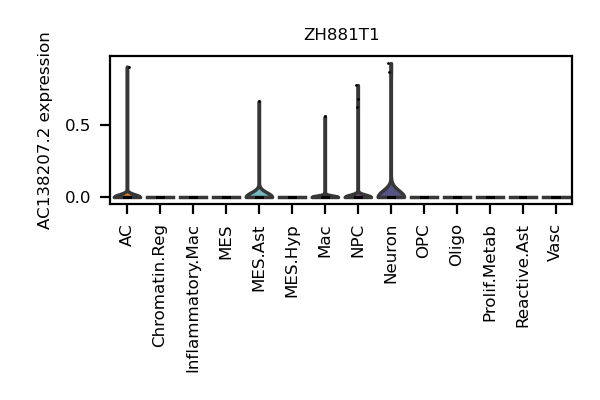 ZH881T1
AC138207.2 expression
0.5
0.0
AC
Chromatin.Reg
Inflammatory.Mac
MES
MES.Ast
MES.Hyp
Mac
NPC
Neuron
OPC
Oligo
Prolif.Metab
Reactive.Ast
Vasc